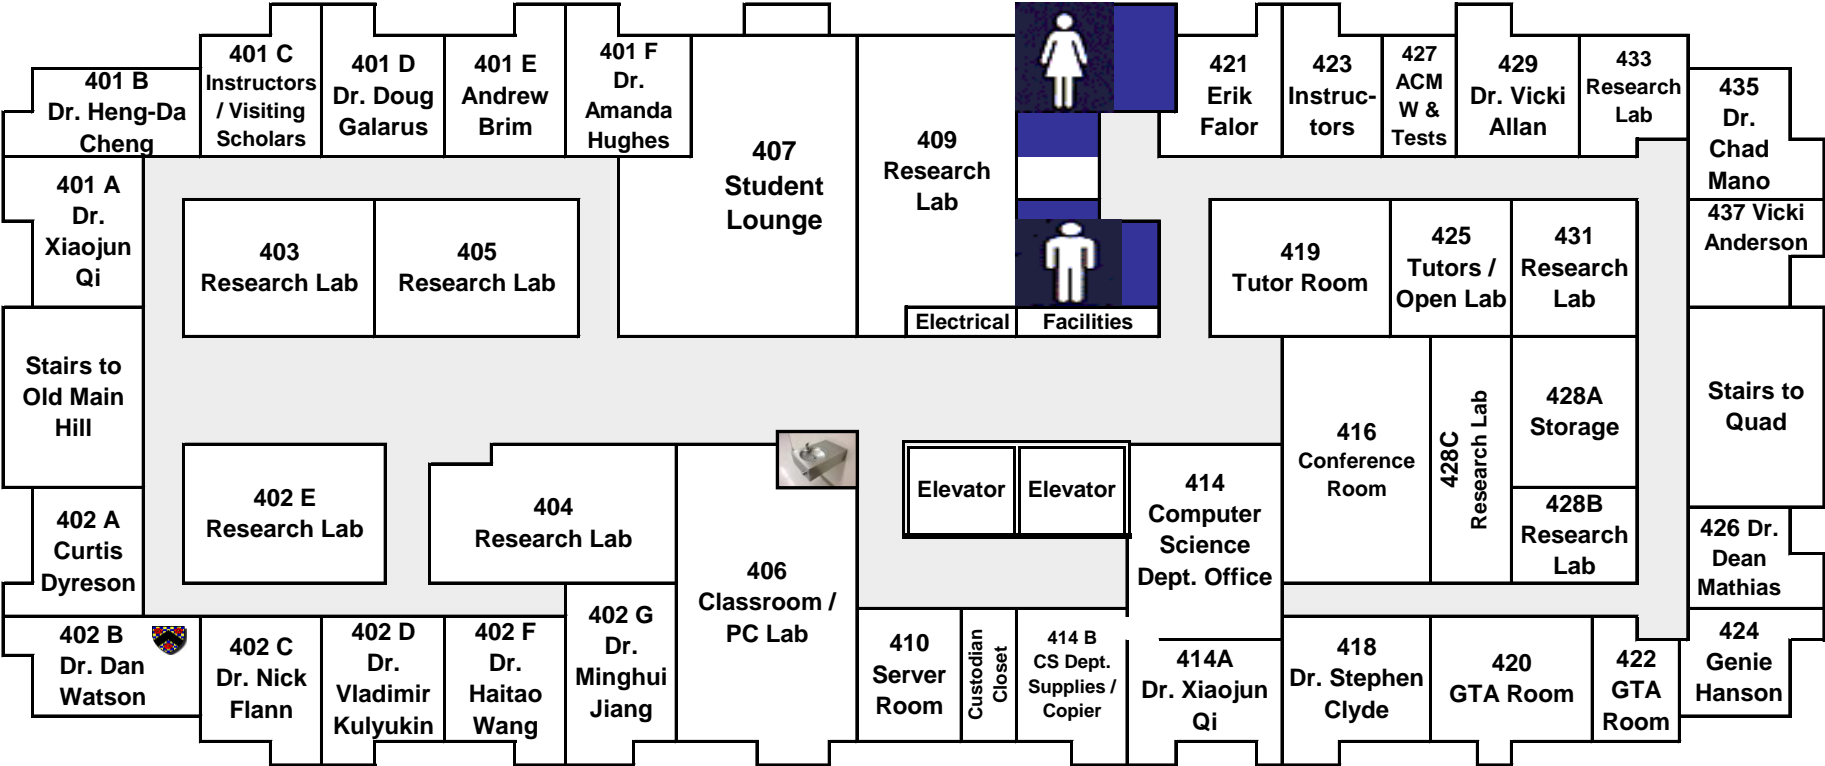 401 B
Dr. Heng-Da
Cheng
401 C
Instructors
/ Visiting
Scholars
401 D
Dr. Doug
Galarus
401 E
Andrew
Brim
401 F
Dr.
Amanda
Hughes
407
Student
Lounge
409
Research
Lab
421
Erik
Falor
423
Instruc-
tors
427
ACM
W &
Tests
429
Dr. Vicki
Allan
433
Research
Lab
435
Dr.
Chad
Mano
401 A
Dr.
Xiaojun
Qi
403
Research Lab
405
Research Lab
Electrical
Facilities
419
Tutor Room
425
Tutors /
Open Lab
431
Research
Lab
437 Vicki
Anderson
Stairs to
Old Main
Hill
416
Conference
Room
428C
Research Lab
428A
Storage
428B
Research
Lab
Stairs to
Quad
402 A
Curtis
Dyreson
402 E
Research Lab
404
Research Lab
406
Classroom /
PC Lab
Elevator
Elevator
414
Computer
Science
Dept. Office
426 Dr.
Dean
Mathias
402 B
Dr. Dan
Watson
402 C
Dr. Nick
Flann
402 D
Dr.
Vladimir
Kulyukin
402 F
Dr.
Haitao
Wang
402 G
Dr.
Minghui
Jiang
410
Server
Room
Custodian
Closet
414 B
CS Dept.
Supplies /
Copier
414A
Dr. Xiaojun
Qi
418
Dr. Stephen
Clyde
420
GTA Room
422
GTA
Room
424
Genie
Hanson